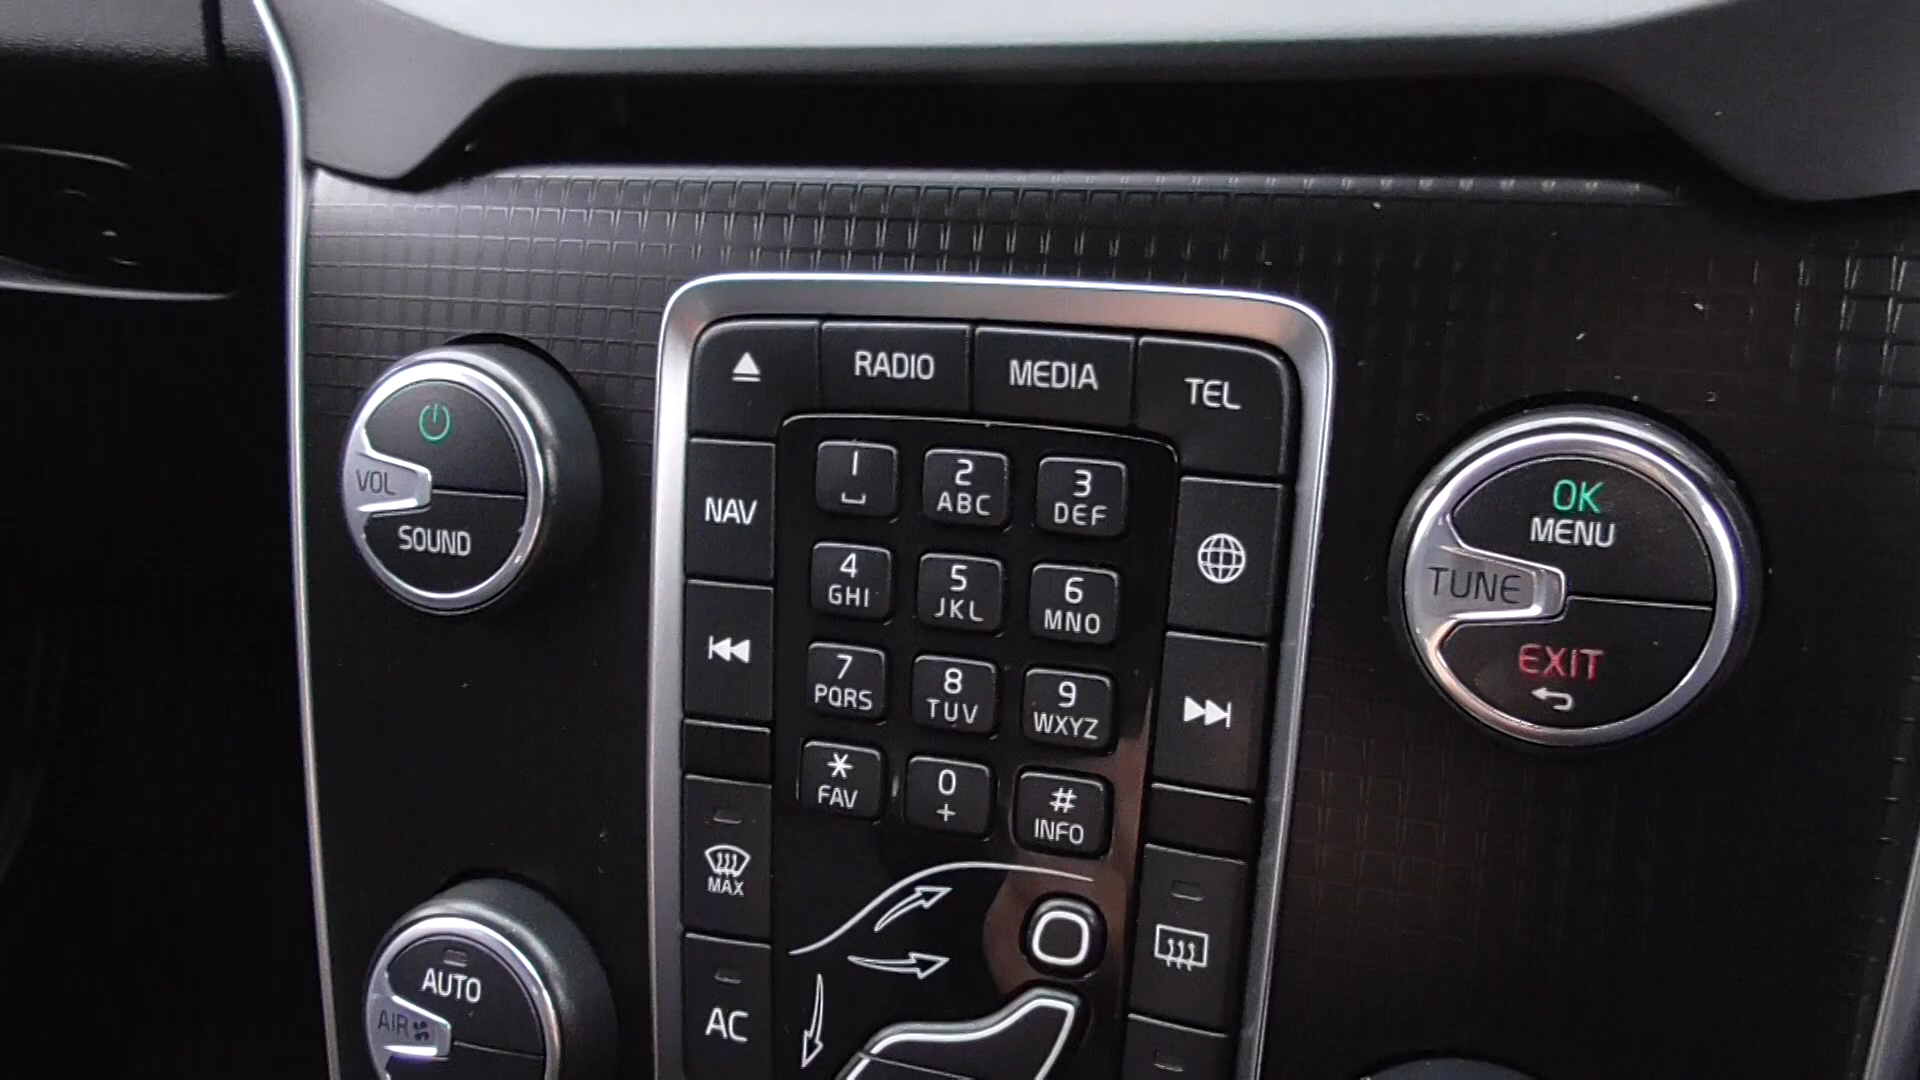 RADIO
MEDIA
TEL
VOL
SOUND
NAV
1
2
ABC
3
DEF
4
GHI
5
JKL
6
MNO
7
PQRS
8
TUV
9
WXYZ
*
FAV
0
+
#
INFO
OK
MENU
TUNE
EXIT
MAX
AUTO
AIR
AC